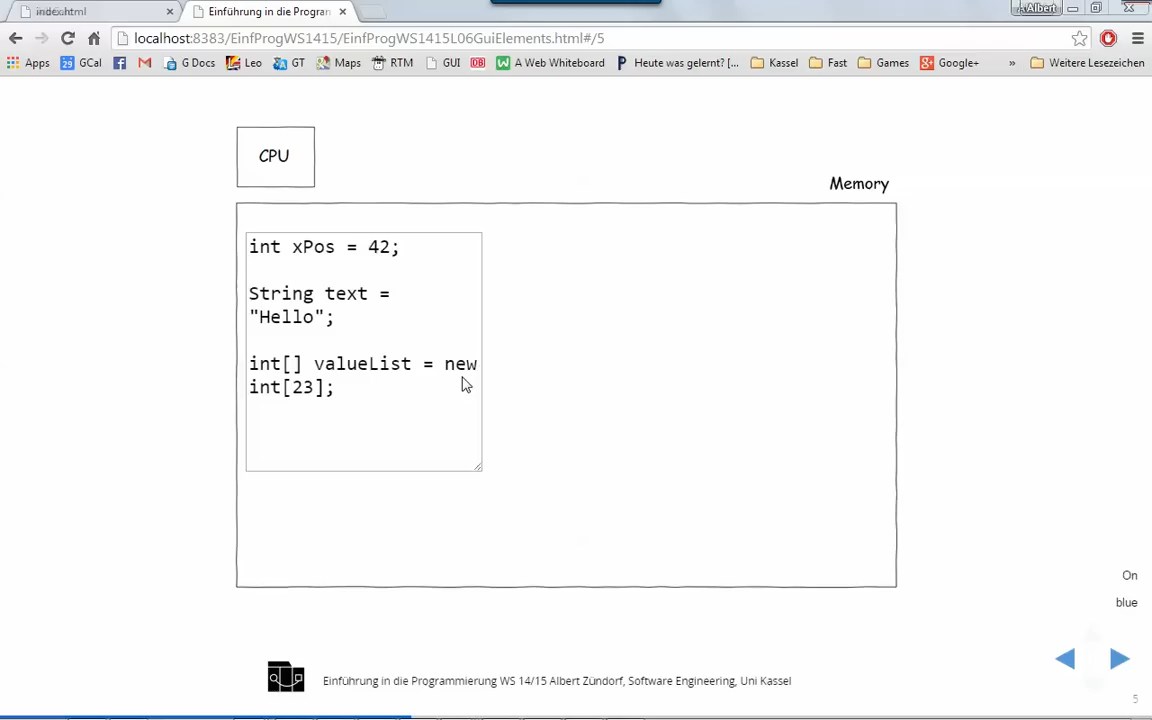 index.html
Einführung in die Program
Albert
localhost:8383/EinfProgWS1415/EinfProgWS1415L06GuiElements.html#/5
Apps GCal G Docs Leo GT Maps RTM GUI A Web Whiteboard Heute was gelernt? [... Kassel Fast Games Google+ » Weitere Lesezeichen
CPU
Memory
int xPos = 42;
String text =
"Hello";
int[] valueList = new
int[23];
On
blue
Einführung in die Programmierung WS 14/15 Albert Zündorf, Software Engineering, Uni Kassel
5